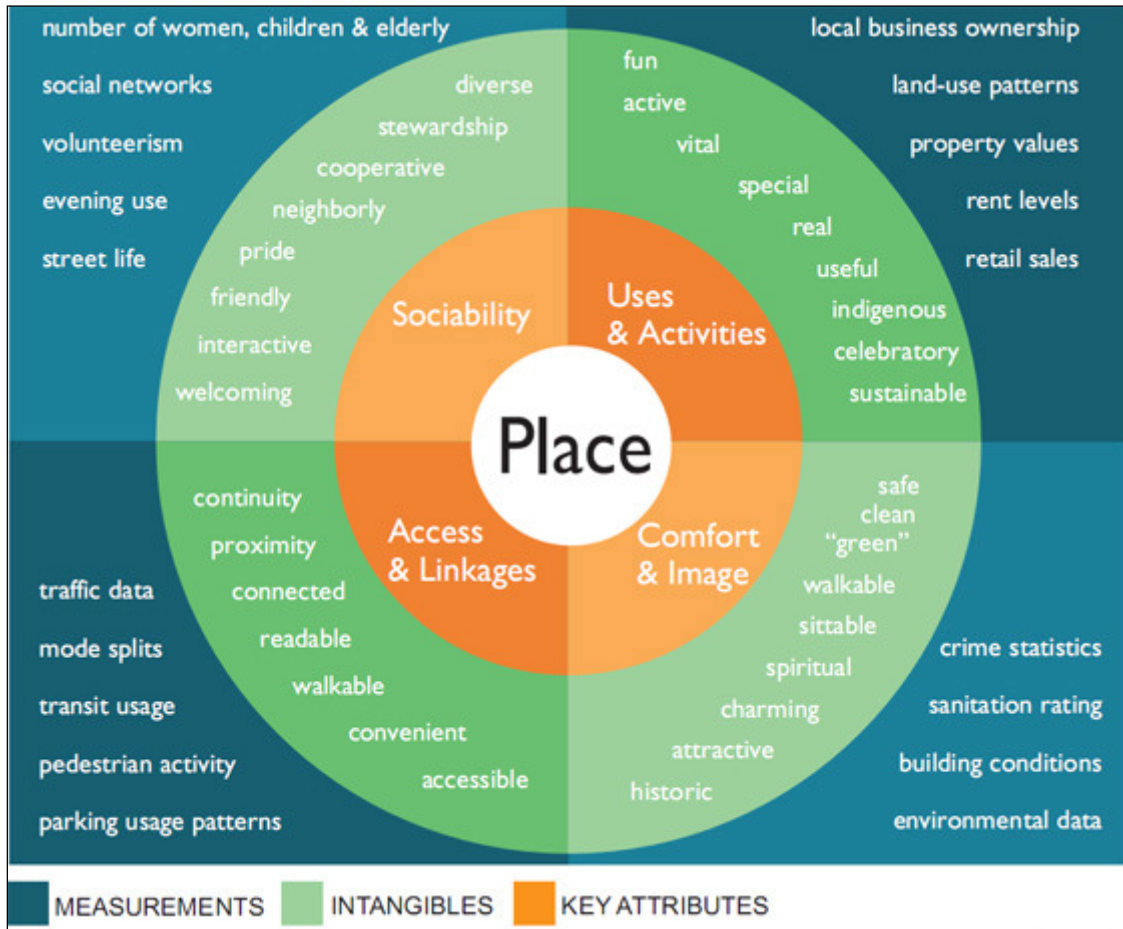 number of women, children & elderly
social networks
volunteerism
evening use
street life
diverse
stewardship
cooperative
neighborly
pride
friendly
interactive
welcoming
Sociability
fun
active
vital
special
real
useful
indigenous
celebratory
sustainable
Uses
& Activities
local business ownership
land-use patterns
property values
rent levels
retail sales
Place
continuity
proximity
connected
readable
walkable
convenient
accessible
Access
& Linkages
traffic data
mode splits
transit usage
pedestrian activity
parking usage patterns
Comfort
& Image
safe
clean
“green”
walkable
sittable
spiritual
charming
attractive
historic
crime statistics
sanitation rating
building conditions
environmental data
MEASUREMENTS
INTANGIBLES
KEY ATTRIBUTES